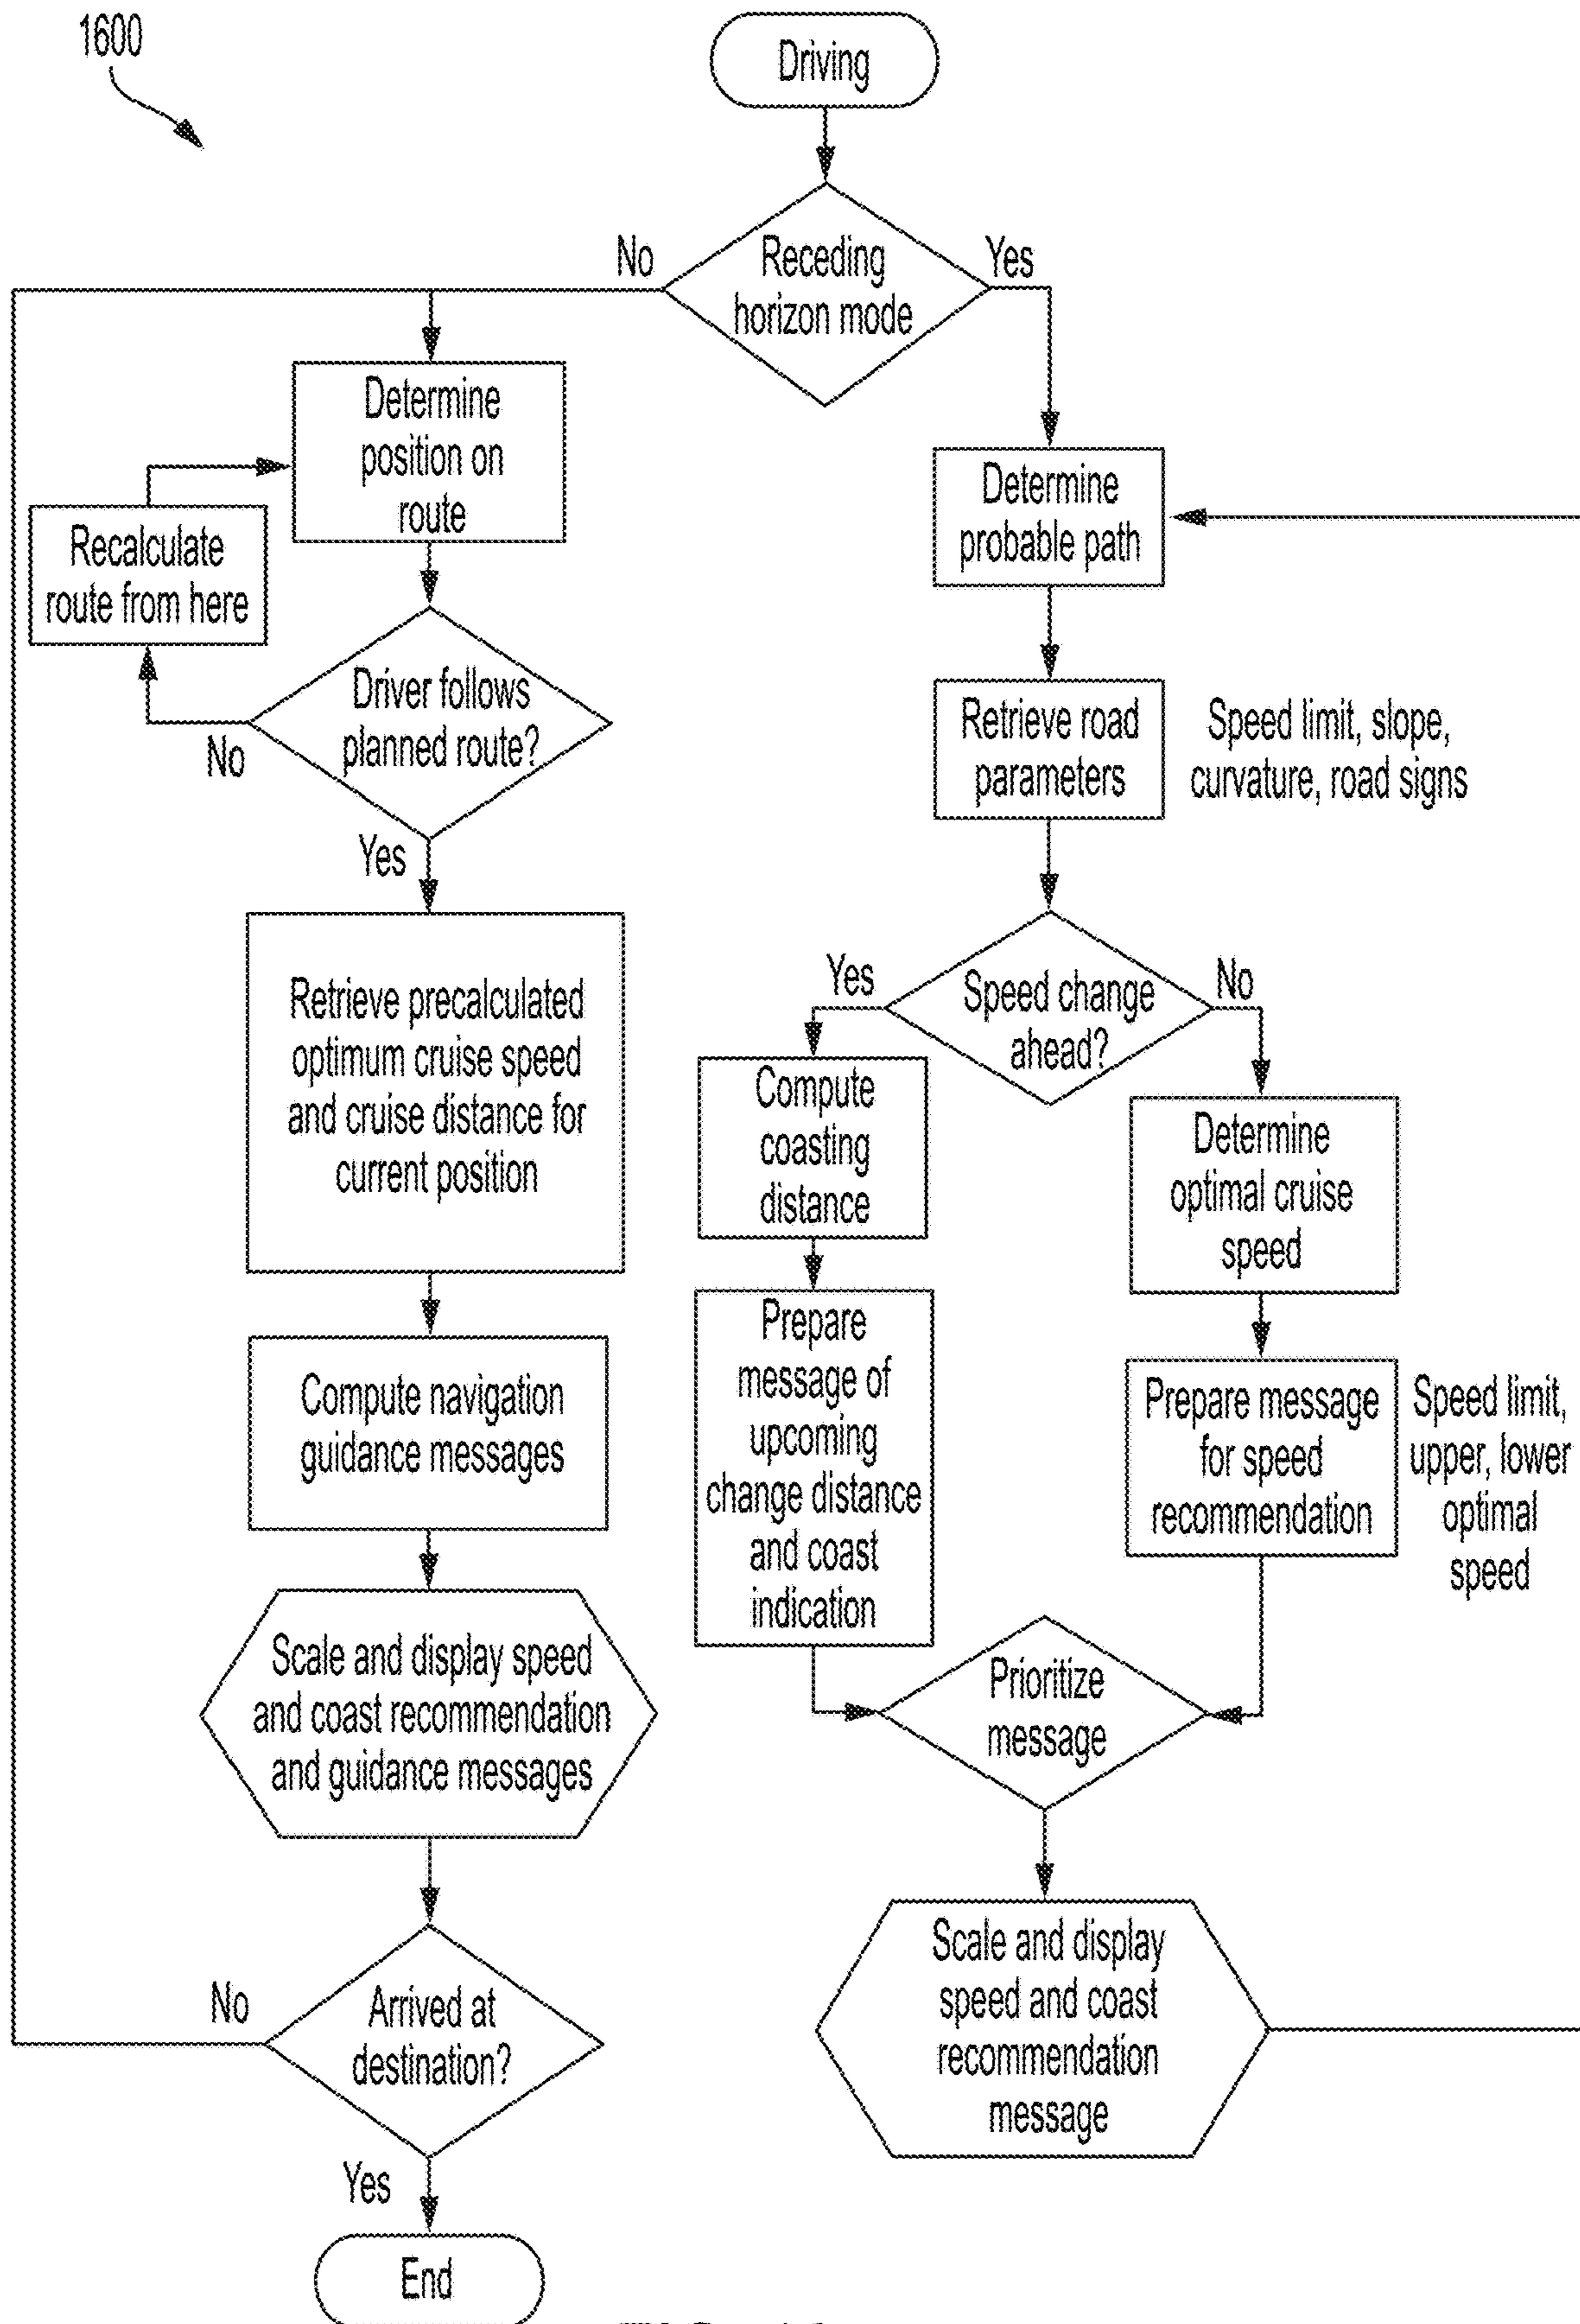 1600
Driving
Receding
horizon mode
No
Yes
Determine
position on
route
Recalculate
route from here
Driver follows
planned route?
No
Yes
Retrieve precalculated
optimum cruise speed
and cruise distance for
current position
Compute navigation
guidance messages
Scale and display speed
and coast recommendation
and guidance messages
Arrived at
destination?
No
Yes
End
Determine
probable path
Retrieve road
parameters
Speed limit, slope,
curvature, road signs
Speed change
ahead?
Yes
No
Compute
coasting
distance
Prepare
message of
upcoming
change distance
and coast
indication
Determine
optimal cruise
speed
Prepare message
for speed
recommendation
Speed limit,
upper, lower
optimal
speed
Prioritize
message
Scale and display
speed and coast
recommendation
message